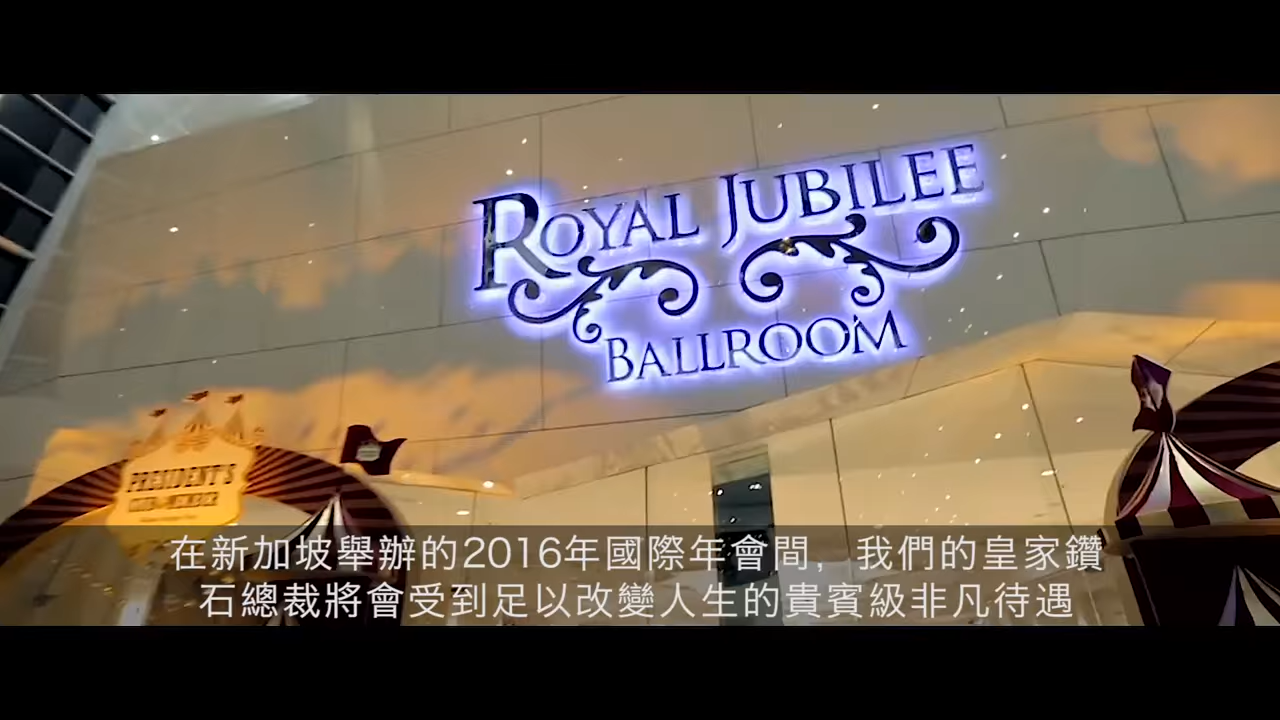 ROYAL JUBILEE
BALLROOM
PRESIDENT'S
在新加坡舉辦的2016年國際年會間，我們的皇家鑽
石總裁將會受到足以改變人生的貴賓級非凡待遇